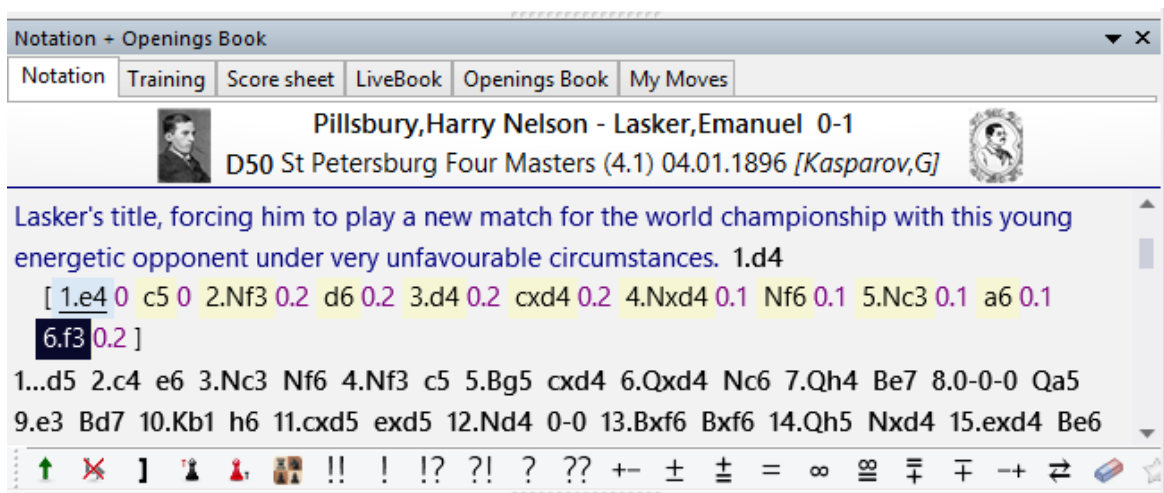 Notation + Openings Book
Notation Training Score sheet LiveBook Openings Book My Moves
Pillsbury,Harry Nelson - Lasker,Emanuel 0-1
D50 St Petersburg Four Masters (4.1) 04.01.1896 [Kasparov,G]
Lasker's title, forcing him to play a new match for the world championship with this young
energetic opponent under very unfavourable circumstances. 1.d4
[ 1.e4 0 c5 0 2.Nf3 0.2 d6 0.2 3.d4 0.2 cxd4 0.2 4.Nxd4 0.1 Nf6 0.1 5.Nc3 0.1 a6 0.1
6.f3 0.2 ]
1...d5 2.c4 e6 3.Nc3 Nf6 4.Nf3 c5 5.Bg5 cxd4 6.Qxd4 Nc6 7.Qh4 Be7 8.0-0-0 Qa5
9.e3 Bd7 10.Kb1 h6 11.cxd5 exd5 12.Nd4 0-0 13.Bxf6 Bxf6 14.Qh5 Nxd4 15.exd4 Be6
] !! ! !? ?! ? ?? +− ± ⩲ = ∞ ⯹ ⩱ ∓ −+ ⇄